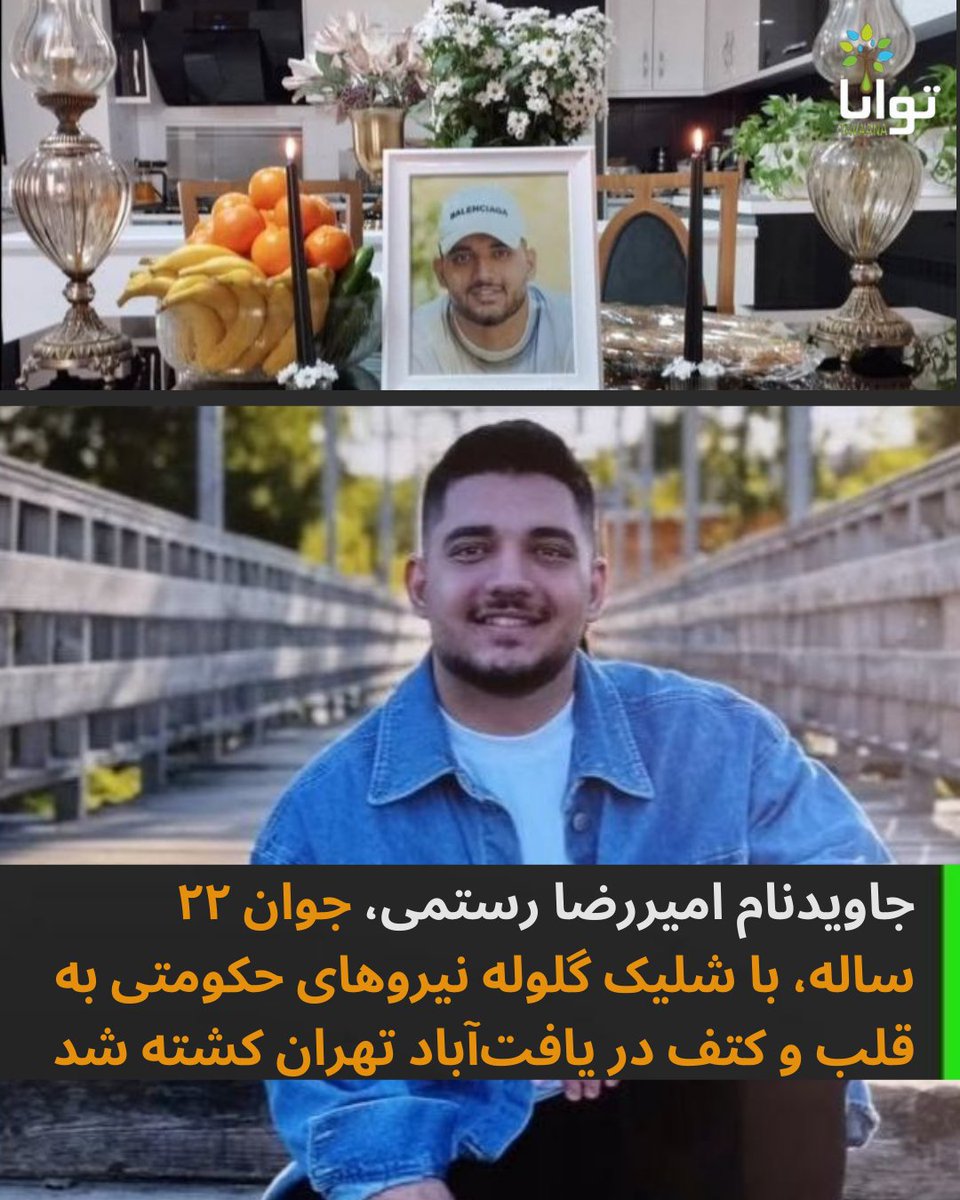 توانا
TAVAANA
BALENCIAGA
جاویدنام امیررضا رستمی، جوان ۲۲
ساله، با شلیک گلوله نیروهای حکومتی به
قلب و کتف در یافت‌آباد تهران کشته شد